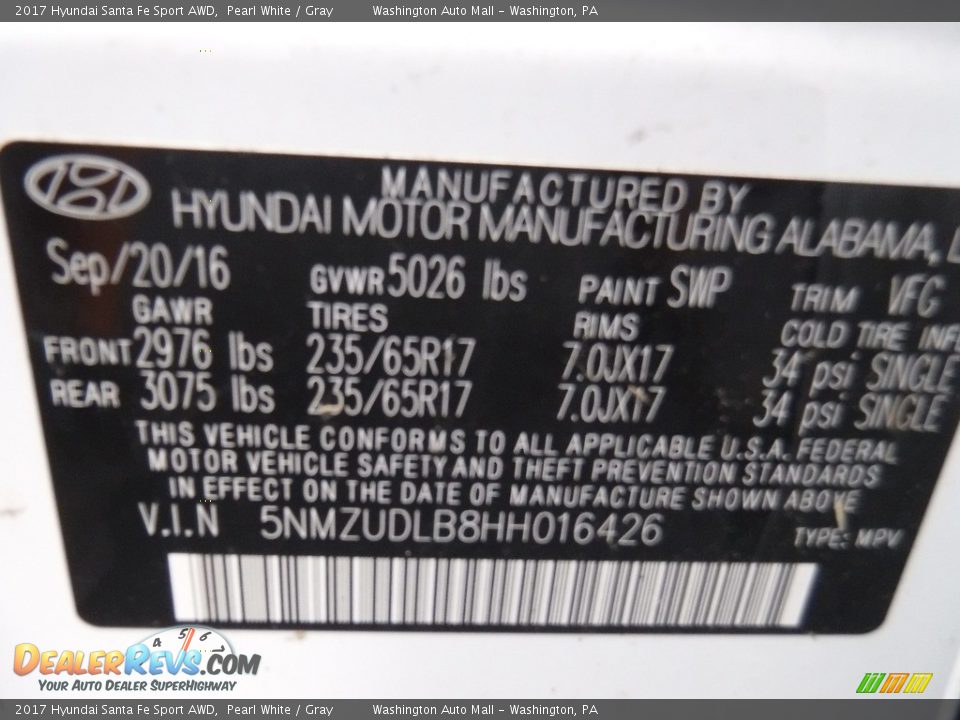 2017 Hyundai Santa Fe Sport AWD, Pearl White / Gray Washington Auto Mall - Washington, PA
MANUFACTURED BY
HYUNDAI MOTOR MANUFACTURING ALABAMA, L
Sep/20/16 GVWR 5026 lbs PAINT SWP TRIM VFG
GAWR TIRES RIMS COLD TIRE INF
FRONT 2976 lbs 235/65R17 7.0JX17 34 psi SINGLE
REAR 3075 lbs 235/65R17 7.0JX17 34 psi SINGLE
THIS VEHICLE CONFORMS TO ALL APPLICABLE U.S.A. FEDERAL
MOTOR VEHICLE SAFETY AND THEFT PREVENTION STANDARDS
IN EFFECT ON THE DATE OF MANUFACTURE SHOWN ABOVE
V.I.N 5NMZUDLB8HH016426 TYPE: MPV
4 5 6
DEALERREVS.COM
YOUR AUTO DEALER SUPERHIGHWAY
2017 Hyundai Santa Fe Sport AWD, Pearl White / Gray Washington Auto Mall - Washington, PA